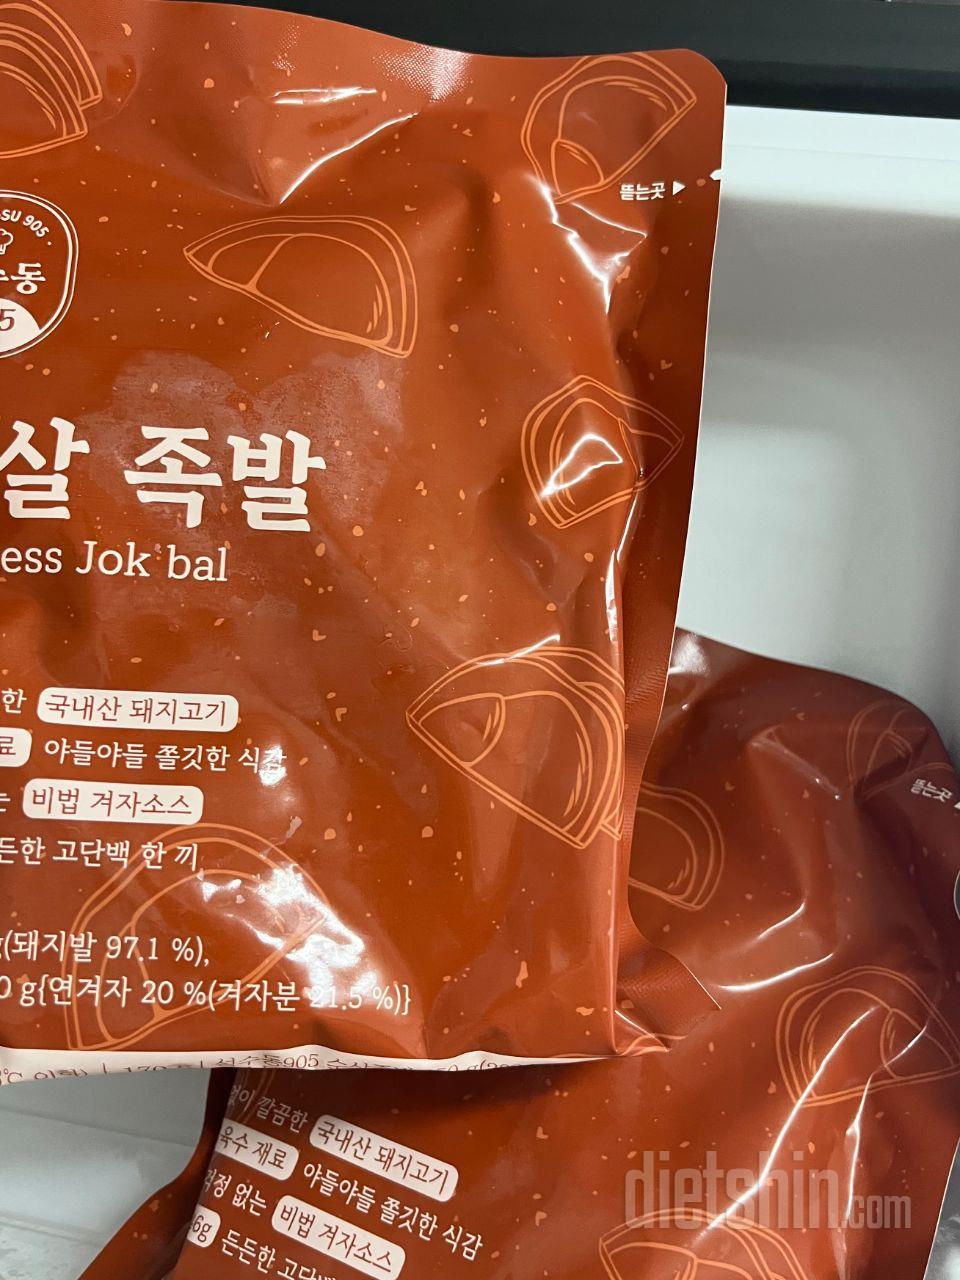 SU 905
동
5
뜯는곳
살 족발
ess Jok bal
한 국내산 돼지고기
료 야들야들 쫄깃한 식감
는 비법 겨자소스
든한 고단백 한 끼
g(돼지발 97.1 %),
0 g{연겨자 20 %(겨자분 21.5 %)}
뜯는곳
없이 깔끔한 국내산 돼지고기
육수 재료 야들야들 쫄깃한 식감
걱정 없는 비법 겨자소스
6g 든든한 고단백
dietshin.com